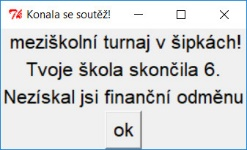 Konala se soutěž!
meziškolní turnaj v šipkách!
Tvoje škola skončila 6.
Nezískal jsi finanční odměnu
ok